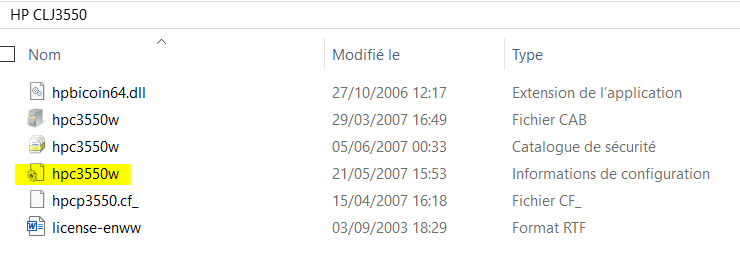 HP CLJ3550
Nom Modifié le Type
hpbicoin64.dll 27/10/2006 12:17 Extension de l’application
hpc3550w 29/03/2007 16:49 Fichier CAB
hpc3550w 05/06/2007 00:33 Catalogue de sécurité
hpc3550w 21/05/2007 15:53 Informations de configuration
hpcp3550.cf_ 15/04/2007 16:18 Fichier CF_
license-enww 03/09/2003 18:29 Format RTF